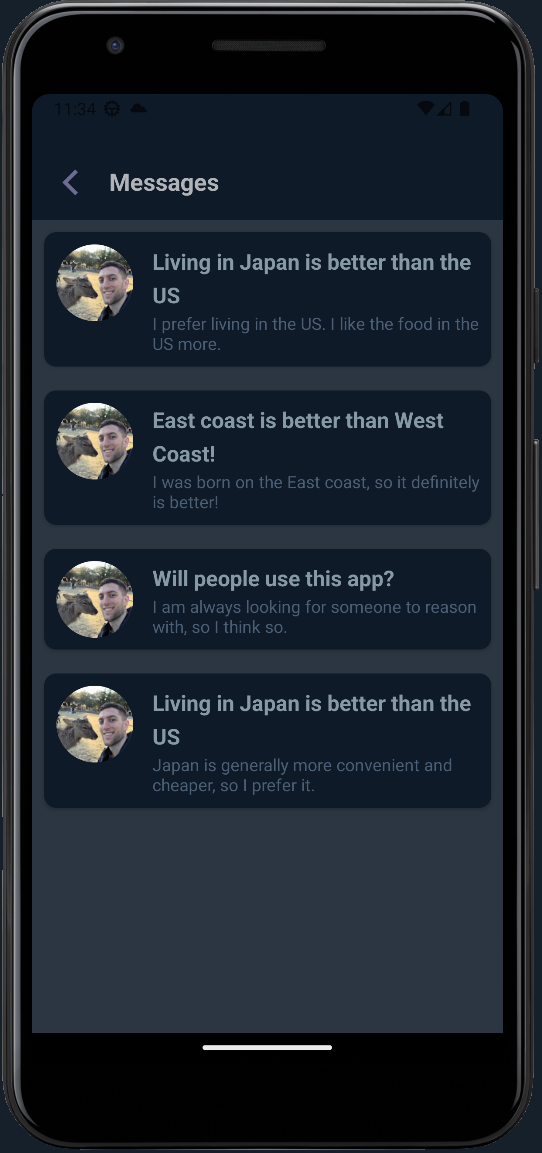 11:34
Messages
Living in Japan is better than the
US
I prefer living in the US. I like the food in the
US more.
East coast is better than West
Coast!
I was born on the East coast, so it definitely
is better!
Will people use this app?
I am always looking for someone to reason
with, so I think so.
Living in Japan is better than the
US
Japan is generally more convenient and
cheaper, so I prefer it.